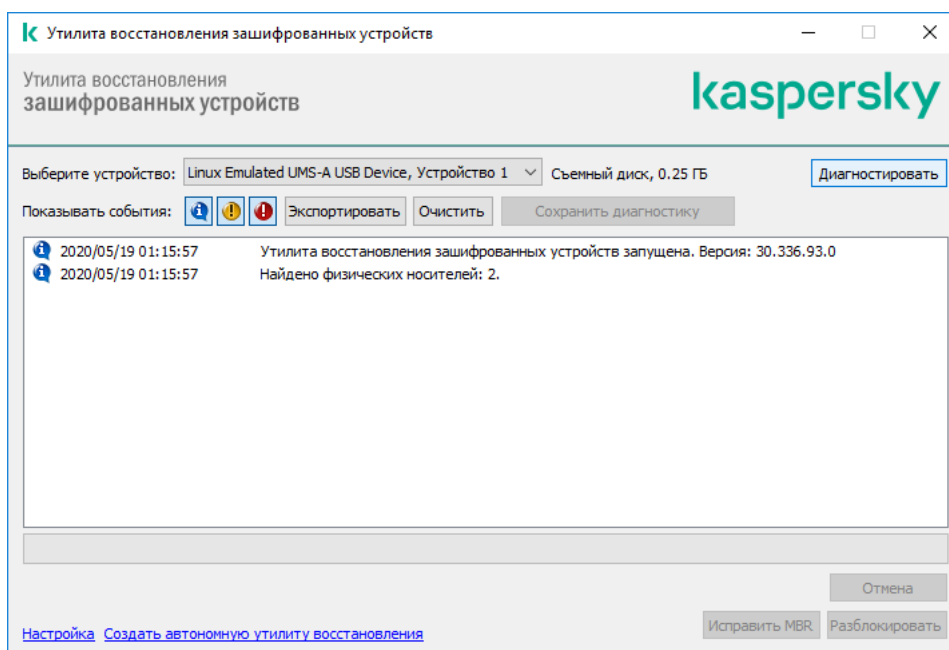 Утилита восстановления зашифрованных устройств
Утилита восстановления
зашифрованных устройств
kaspersky
Выберите устройство: Linux Emulated UMS-A USB Device, Устройство 1 Съемный диск, 0.25 ГБ Диагностировать
Показывать события: Экспортировать Очистить Сохранить диагностику
2020/05/19 01:15:57 Утилита восстановления зашифрованных устройств запущена. Версия: 30.336.93.0
2020/05/19 01:15:57 Найдено физических носителей: 2.
Отмена
Настройка Создать автономную утилиту восстановления Исправить MBR Разблокировать